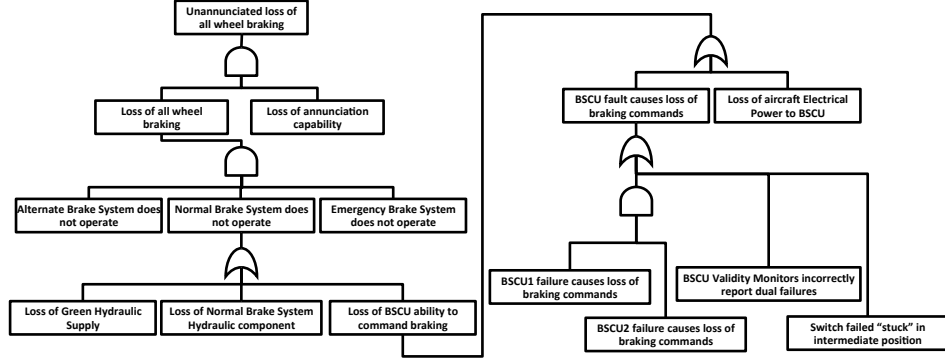 Unannunciated loss of
all wheel braking
Loss of all wheel
braking
Loss of annunciation
capability
Alternate Brake System does
not operate
Normal Brake System does
not operate
Emergency Brake System
does not operate
Loss of Green Hydraulic
Supply
Loss of Normal Brake System
Hydraulic component
Loss of BSCU ability to
command braking
BSCU fault causes loss of
braking commands
Loss of aircraft Electrical
Power to BSCU
BSCU1 failure causes loss of
braking commands
BSCU2 failure causes loss of
braking commands
BSCU Validity Monitors incorrectly
report dual failures
Switch failed “stuck” in
intermediate position